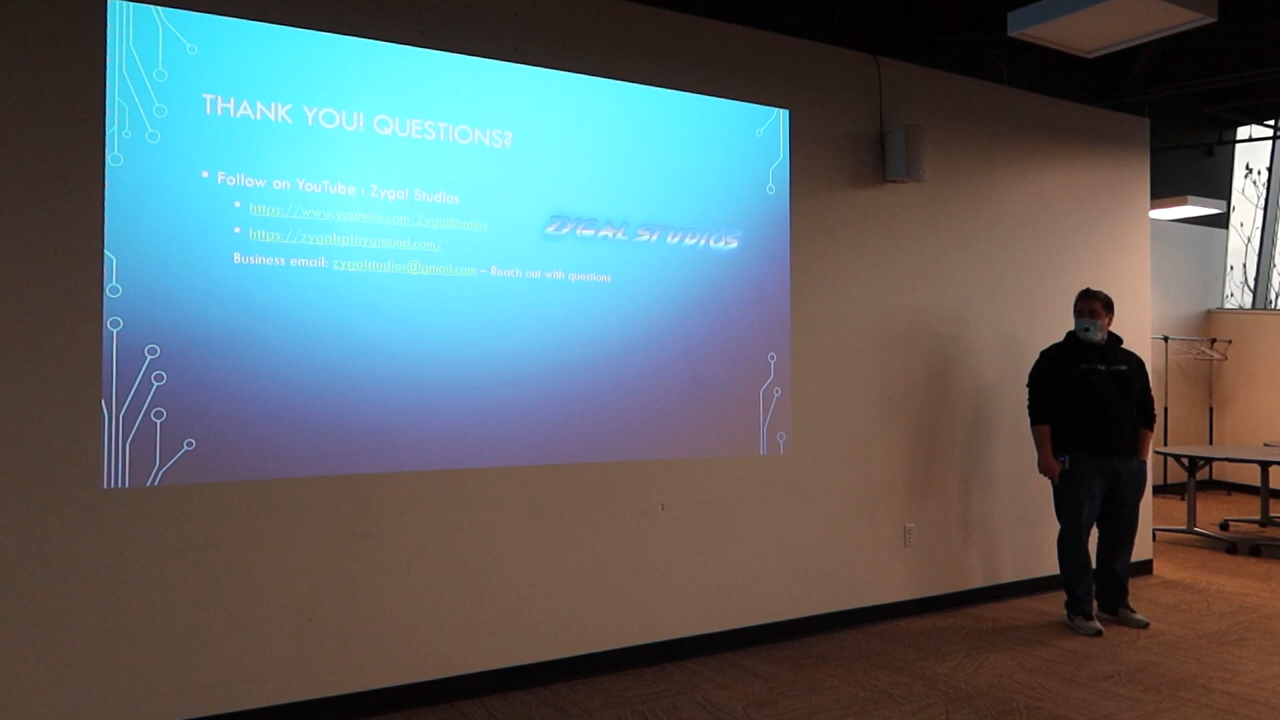 THANK YOU! QUESTIONS?
• Follow on YouTube : Zygal Studios
• https://www.youtube.com/ZygalStudios
• https://zygalsplayground.com/
ZYGAL STUDIOS
Business email: zygalstudios@gmail.com – Reach out with questions